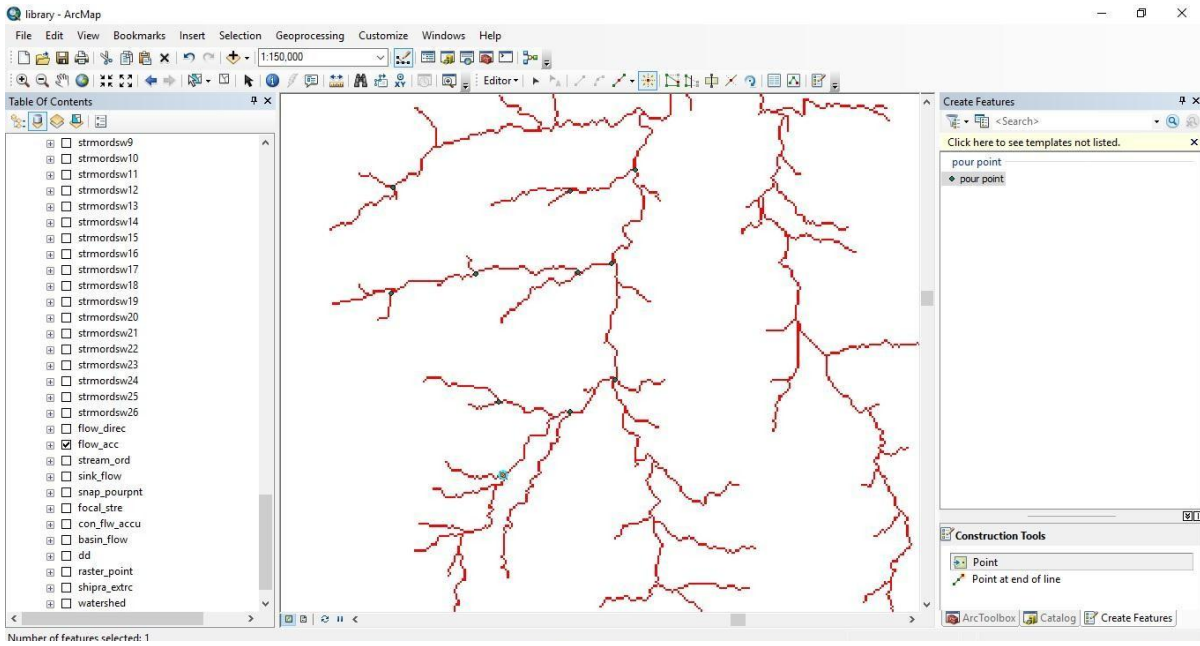 library - ArcMap
File Edit View Bookmarks Insert Selection Geoprocessing Customize Windows Help
1:150,000
Editor
Table Of Contents
strmordsw9
strmordsw10
strmordsw11
strmordsw12
strmordsw13
strmordsw14
strmordsw15
strmordsw16
strmordsw17
strmordsw18
strmordsw19
strmordsw20
strmordsw21
strmordsw22
strmordsw23
strmordsw24
strmordsw25
strmordsw26
flow_direc
flow_acc
stream_ord
sink_flow
snap_pourpnt
focal_stre
con_flw_accu
basin_flow
dd
raster_point
shipra_extrc
watershed
Create Features
<Search>
Click here to see templates not listed.
pour point
pour point
Construction Tools
Point
Point at end of line
ArcToolbox Catalog Create Features
Number of features selected: 1